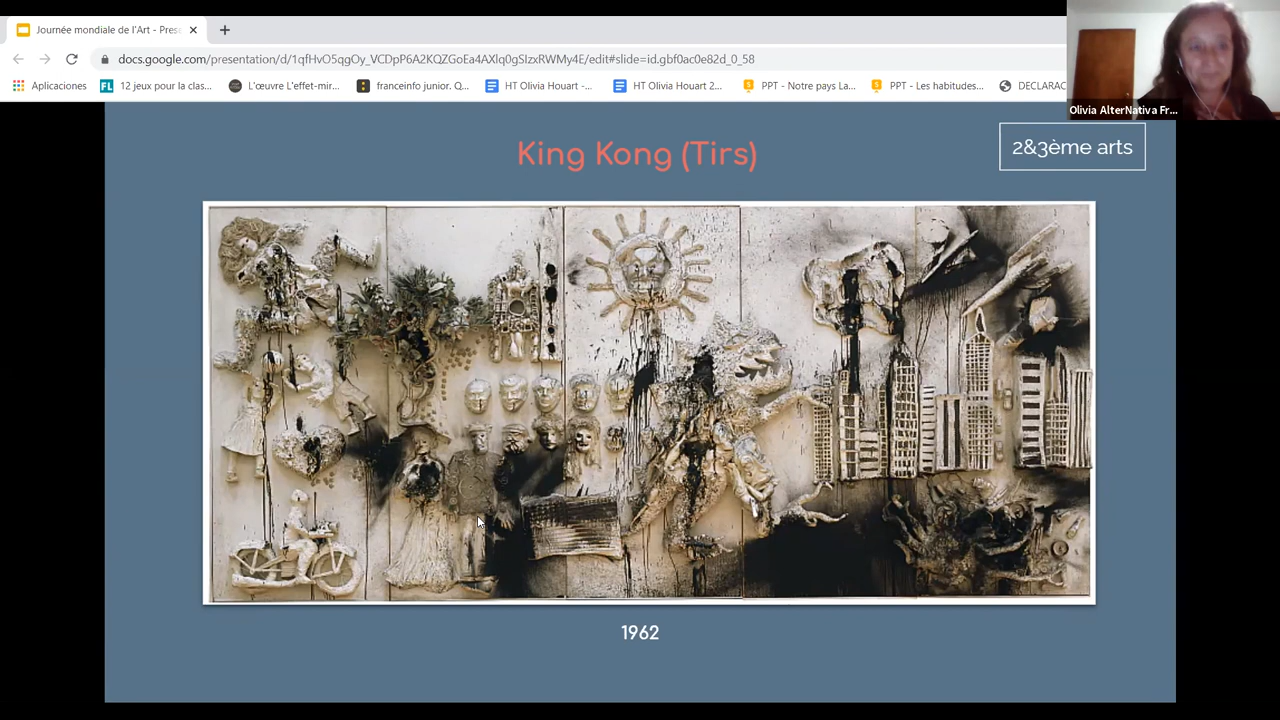 Journée mondiale de l'Art - Pres
docs.google.com/presentation/d/1qfHvO5qgOy_VCDpP6A2KQZGoEa4AXlq0gSIzxRWMy4E/edit#slide=id.gbf0ac0e82d_0_58
Aplicaciones
12 jeux pour la clas...
L'œuvre L'effet-mir...
franceinfo junior. Q...
HT Olivia Houart -...
HT Olivia Houart 2...
PPT - Notre pays La...
PPT - Les habitudes...
DECLARAC
Olivia AlterNativa Fr...
King Kong (Tirs)
2&3ème arts
1962